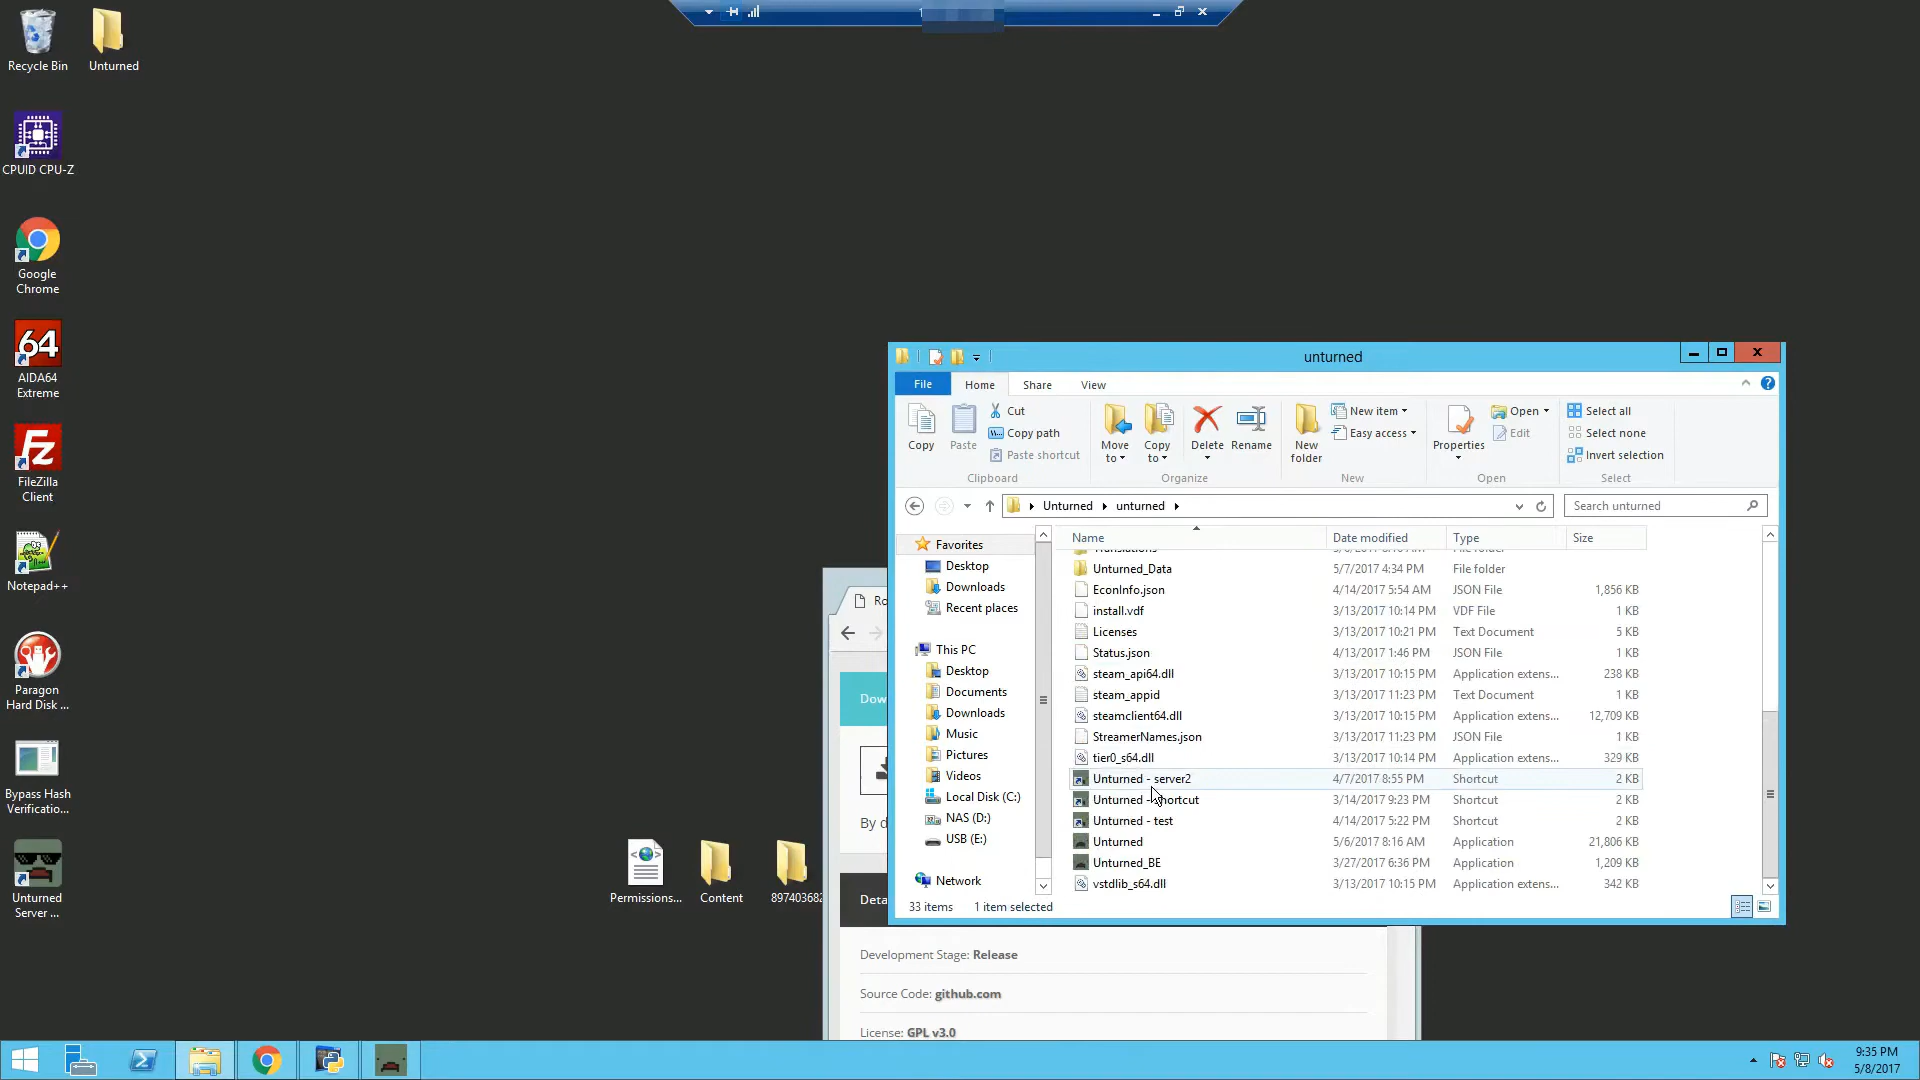 Recycle Bin
Unturned
CPUID CPU-Z
Google
Chrome
64
AIDA64
Extreme
Fz
FileZilla
Client
Notepad++
Paragon
Hard Disk ...
Bypass Hash
Verificatio...
Unturned
Server ...
Permissions...
Content
89740368
unturned
File
Home
Share
View
Copy
Paste
Cut
Copy path
Paste shortcut
Clipboard
Move
to
Copy
to
Delete
Rename
Organize
New
folder
New item
Easy access
New
Properties
Open
Edit
Open
Select all
Select none
Invert selection
Select
Unturned
unturned
Search unturned
Favorites
Desktop
Downloads
Recent places
This PC
Desktop
Documents
Downloads
Music
Pictures
Videos
Local Disk (C:)
NAS (D:)
USB (E:)
Network
Name Date modified Type Size
Unturned_Data 5/7/2017 4:34 PM File folder
EconInfo.json 4/14/2017 5:54 AM JSON File 1,856 KB
install.vdf 3/13/2017 10:14 PM VDF File 1 KB
Licenses 3/13/2017 10:21 PM Text Document 5 KB
Status.json 4/13/2017 1:46 PM JSON File 1 KB
steam_api64.dll 3/13/2017 10:15 PM Application extens... 238 KB
steam_appid 3/13/2017 11:23 PM Text Document 1 KB
steamclient64.dll 3/13/2017 10:15 PM Application extens... 12,709 KB
StreamerNames.json 3/13/2017 11:23 PM JSON File 1 KB
tier0_s64.dll 3/13/2017 10:14 PM Application extens... 329 KB
Unturned - server2 4/7/2017 8:55 PM Shortcut 2 KB
Unturned - Shortcut 3/14/2017 9:23 PM Shortcut 2 KB
Unturned - test 4/14/2017 5:22 PM Shortcut 2 KB
Unturned 5/6/2017 8:16 AM Application 21,806 KB
Unturned_BE 3/27/2017 6:36 PM Application 1,209 KB
vstdlib_s64.dll 3/13/2017 10:15 PM Application extens... 342 KB
33 items 1 item selected
Ro
Dow
By d
Deta
Development Stage: Release
Source Code: github.com
License: GPL v3.0
9:35 PM
5/8/2017